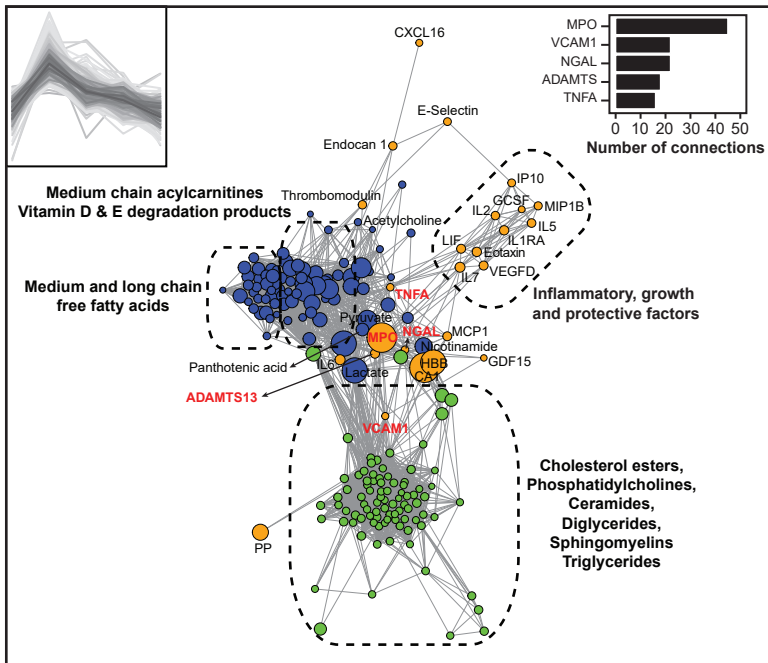 CXCL16
MPO
VCAM1
NGAL
ADAMTS
TNFA
0 10 20 30 40 50
Number of connections
E-Selectin
Endocan 1
Medium chain acylcarnitines
Vitamin D & E degradation products
Thrombomodulin
Acetylcholine
IP10
GCSF
MIP1B
IL2
IL5
IL1RA
LIF
Eotaxin
IL7
VEGFD
Medium and long chain
free fatty acids
TNFA
Inflammatory, growth
and protective factors
Pyruvate
MPO
NGAL
MCP1
Nicotinamide
Panthotenic acid
IL6
Lactate
HBB
CA1
GDF15
ADAMTS13
VCAM1
Cholesterol esters,
Phosphatidylcholines,
Ceramides,
Diglycerides,
Sphingomyelins
Triglycerides
PP